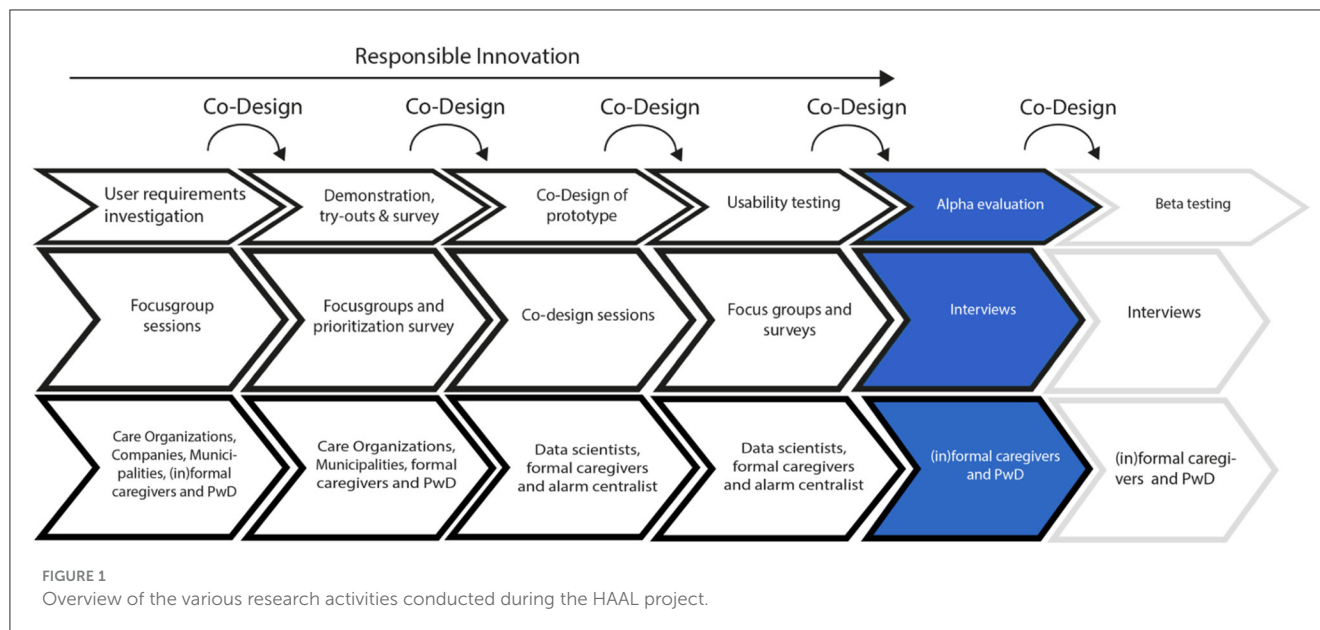 Responsible Innovation
Co-Design
Co-Design
Co-Design
Co-Design
Co-Design
User requirements
investigation
Demonstration,
try-outs & survey
Co-Design of
prototype
Usability testing
Alpha evaluation
Beta testing
Focusgroup
sessions
Focusgroups and
prioritization survey
Co-design sessions
Focus groups and
surveys
Interviews
Interviews
Care Organizations,
Companies, Munici-
palities, (in)formal
caregivers and PwD
Care Organizations,
Municipalities, formal
caregivers and PwD
Data scientists,
formal caregivers
and alarm centralist
Data scientists,
formal caregivers
and alarm centralist
(in)formal caregivers
and PwD
(in)formal caregi-
vers and PwD
FIGURE 1
Overview of the various research activities conducted during the HAAL project.